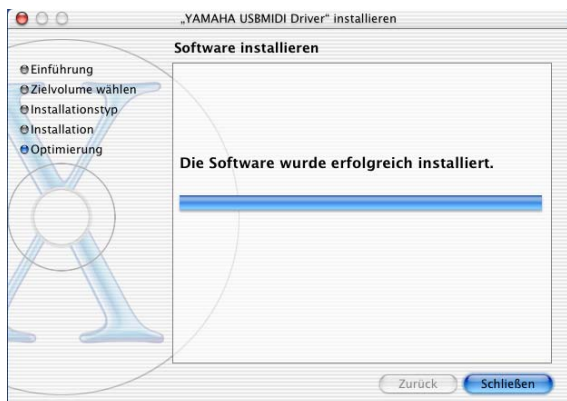 „YAMAHA USBMIDI Driver“ installieren
Software installieren
Einführung
Zielvolume wählen
Installationstyp
Installation
Optimierung
Die Software wurde erfolgreich installiert.
Zurück
Schließen